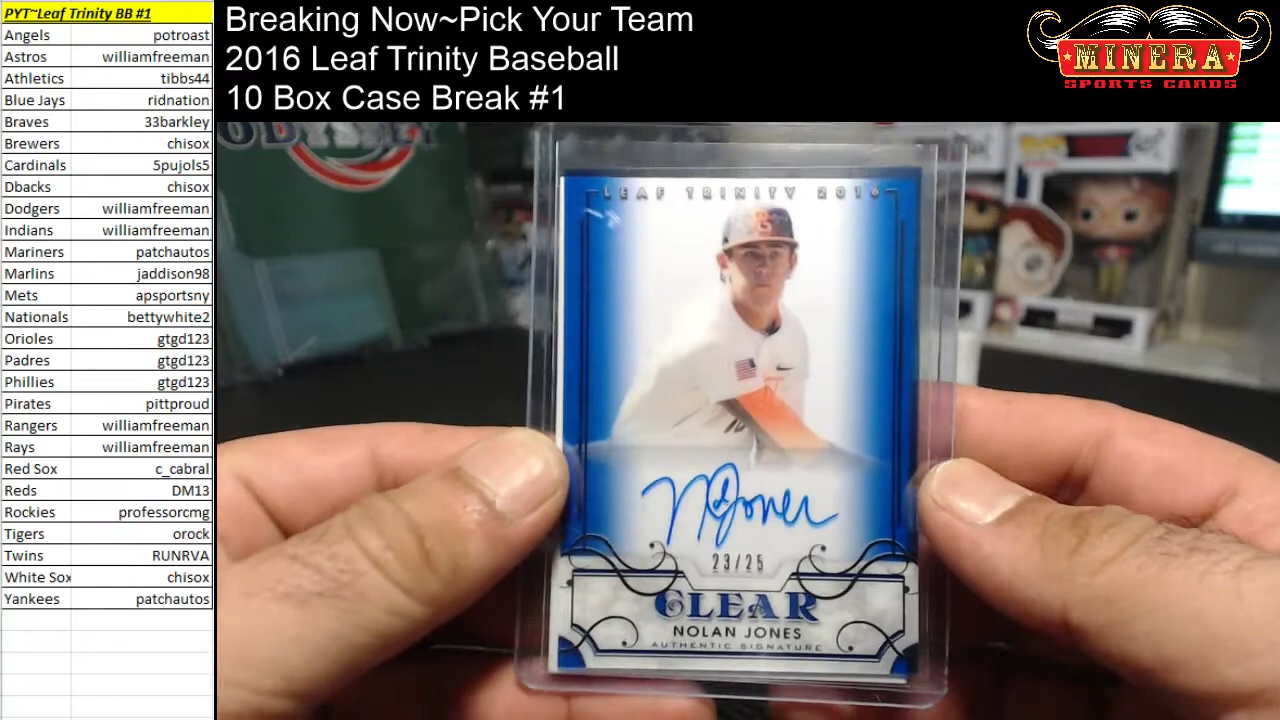 PYT~Leaf Trinity BB #1
Angels potroast
Astros williamfreeman
Athletics tibbs44
Blue Jays ridnation
Braves 33barkley
Brewers chisox
Cardinals 5pujols5
Dbacks chisox
Dodgers williamfreeman
Indians williamfreeman
Mariners patchautos
Marlins jaddison98
Mets apsportsny
Nationals bettywhite2
Orioles gtgd123
Padres gtgd123
Phillies gtgd123
Pirates pittproud
Rangers williamfreeman
Rays williamfreeman
Red Sox c_cabral
Reds DM13
Rockies professorcmg
Tigers orock
Twins RUNRVA
White Sox chisox
Yankees patchautos
Breaking Now~Pick Your Team
2016 Leaf Trinity Baseball
10 Box Case Break #1
MINERA
SPORTS CARDS
LEAF TRINITY 2016
N Jones
23/25
CLEAR
NOLAN JONES
AUTHENTIC SIGNATURE